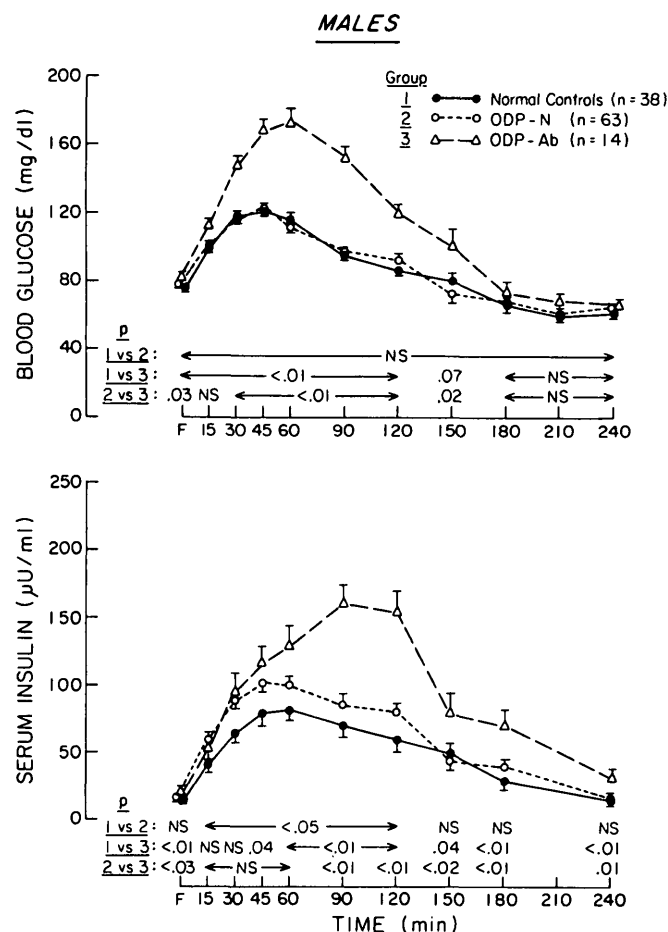 MALES
Group
1 Normal Controls (n=38)
2 ODP-N (n=63)
3 ODP-Ab (n=14)
BLOOD GLUCOSE (mg/dl)
200
160
120
80
40
0
p
1 vs 2: NS
1 vs 3: <.01 .07 NS
2 vs 3: .03 NS <.01 .02 NS
F 15 30 45 60 90 120 150 180 210 240
SERUM INSULIN (µU/ml)
250
200
150
100
50
0
p
1 vs 2: NS <.05 NS NS NS
1 vs 3: <.01 NS NS .04 <.01 .04 <.01 <.01
2 vs 3: <.03 NS <.01 <.01 <.02 <.01 .01
F 15 30 45 60 90 120 150 180 210 240
TIME (min)